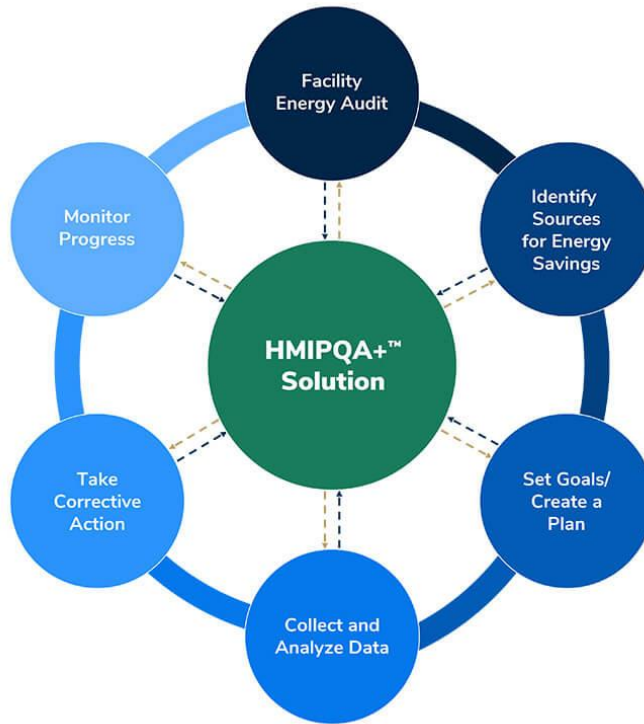 Facility
Energy Audit
Identify
Sources
for Energy
Savings
Monitor
Progress
HMIPQA+™
Solution
Set Goals/
Create a
Plan
Take
Corrective
Action
Collect and
Analyze Data